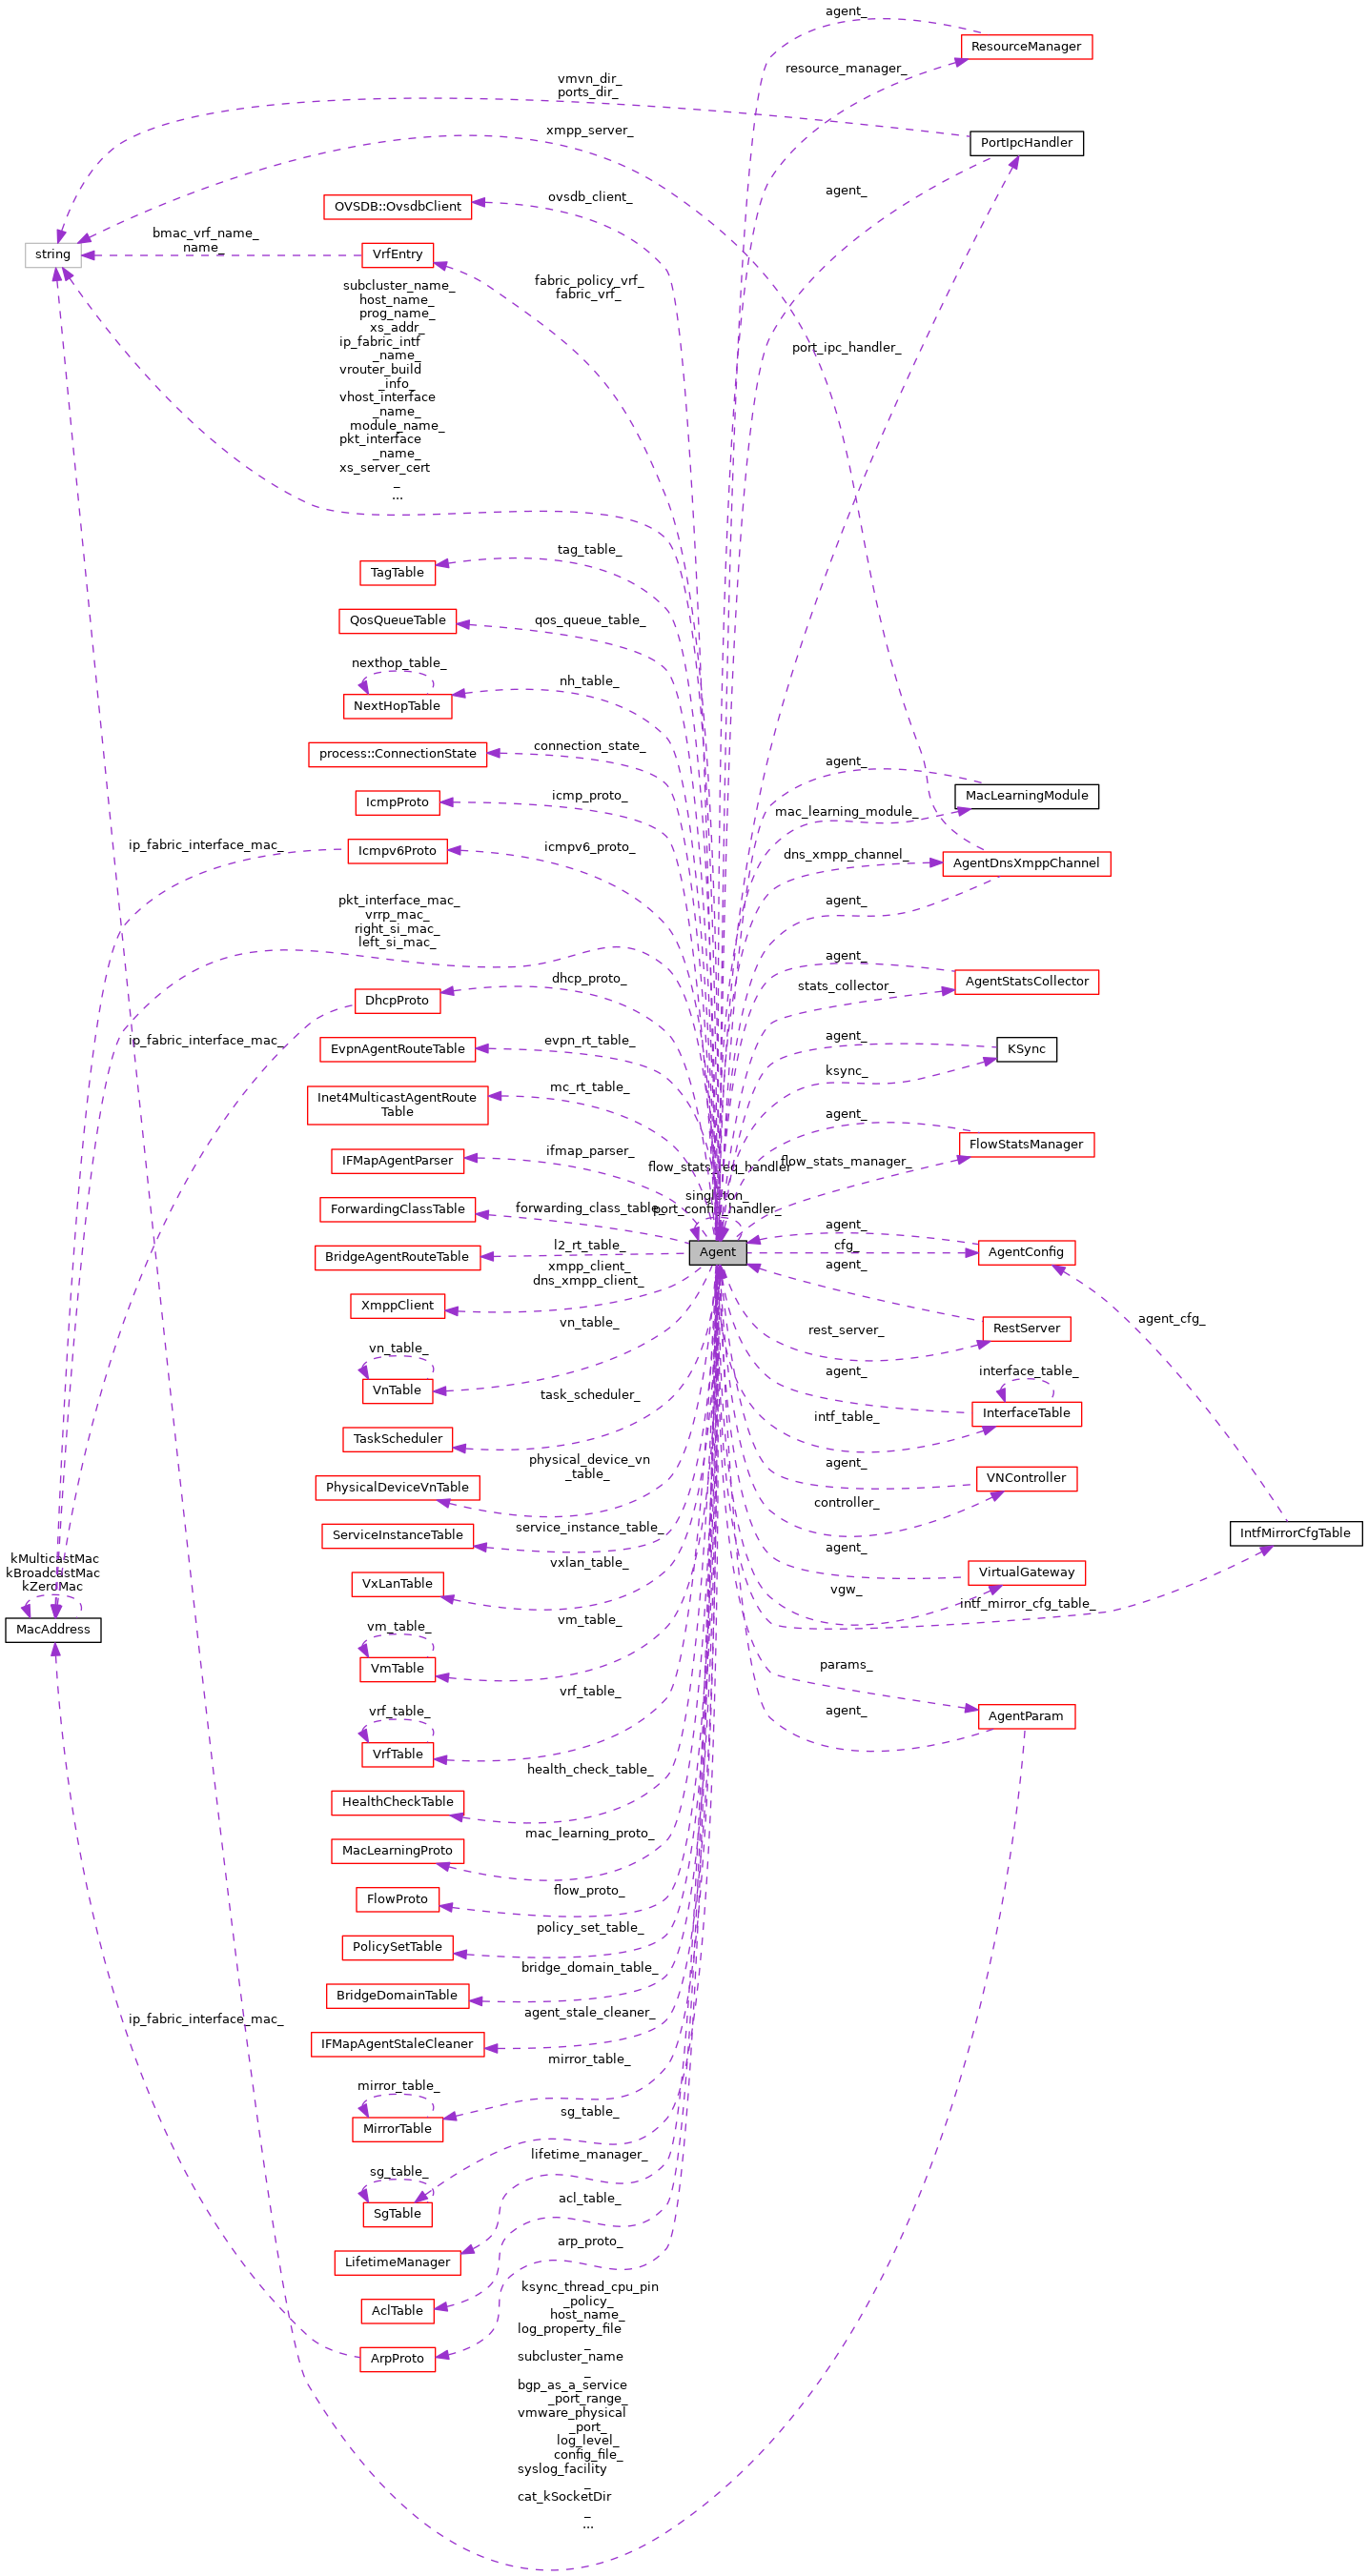 agent_
ResourceManager
resource_manager_
vmvn_dir_
ports_dir_
xmpp_server_
PortIpcHandler
agent_
ovsdb_client_
OVSDB::OvsdbClient
bmac_vrf_name_
name_
string
VrfEntry
fabric_policy_vrf_
fabric_vrf_
subcluster_name_
host_name_
prog_name_
xs_addr_
ip_fabric_intf
_name_
vrouter_build
_info_
vhost_interface
_name_
module_name_
pkt_interface
_name_
xs_server_cert
_
...
port_ipc_handler_
tag_table_
TagTable
qos_queue_table_
QosQueueTable
nexthop_table_
nh_table_
NextHopTable
connection_state_
process::ConnectionState
agent_
MacLearningModule
icmp_proto_
IcmpProto
mac_learning_module_
ip_fabric_interface_mac_
Icmpv6Proto
icmpv6_proto_
dns_xmpp_channel_
AgentDnsXmppChannel
agent_
pkt_interface_mac_
vrrp_mac_
right_si_mac_
left_si_mac_
agent_
AgentStatsCollector
stats_collector_
dhcp_proto_
DhcpProto
ip_fabric_interface_mac_
evpn_rt_table_
EvpnAgentRouteTable
agent_
KSync
ksync_
mc_rt_table_
Inet4MulticastAgentRoute
Table
agent_
FlowStatsManager
flow_stats_manager_
ifmap_parser_
IFMapAgentParser
flow_stats_req_handler_
singleton_
port_config_handler_
forwarding_class_table_
ForwardingClassTable
agent_
cfg_
AgentConfig
Agent
l2_rt_table_
BridgeAgentRouteTable
agent_
xmpp_client_
dns_xmpp_client_
XmppClient
rest_server_
RestServer
agent_cfg_
vn_table_
vn_table_
VnTable
agent_
interface_table_
InterfaceTable
intf_table_
task_scheduler_
TaskScheduler
physical_device_vn
_table_
PhysicalDeviceVnTable
agent_
VNController
controller_
service_instance_table_
ServiceInstanceTable
IntfMirrorCfgTable
agent_
VirtualGateway
vgw_
intf_mirror_cfg_table_
vxlan_table_
VxLanTable
kMulticastMac
kBroadcastMac
kZeroMac
MacAddress
vm_table_
vm_table_
VmTable
params_
agent_
AgentParam
vrf_table_
vrf_table_
VrfTable
health_check_table_
HealthCheckTable
mac_learning_proto_
MacLearningProto
flow_proto_
FlowProto
policy_set_table_
PolicySetTable
bridge_domain_table_
BridgeDomainTable
ip_fabric_interface_mac_
agent_stale_cleaner_
IFMapAgentStaleCleaner
mirror_table_
mirror_table_
MirrorTable
sg_table_
sg_table_
SgTable
lifetime_manager_
LifetimeManager
acl_table_
AclTable
arp_proto_
ArpProto
ksync_thread_cpu_pin
_policy_
host_name_
log_property_file
_
subcluster_name
_
bgp_as_a_service
_port_range_
vmware_physical
_port_
log_level_
config_file_
syslog_facility
_
cat_kSocketDir
_
...